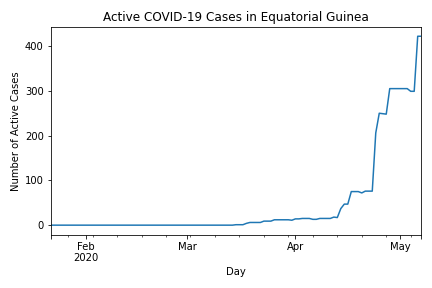 Active COVID-19 Cases in Equatorial Guinea
Number of Active Cases
400
300
200
100
0
Feb
2020
Mar
Apr
May
Day